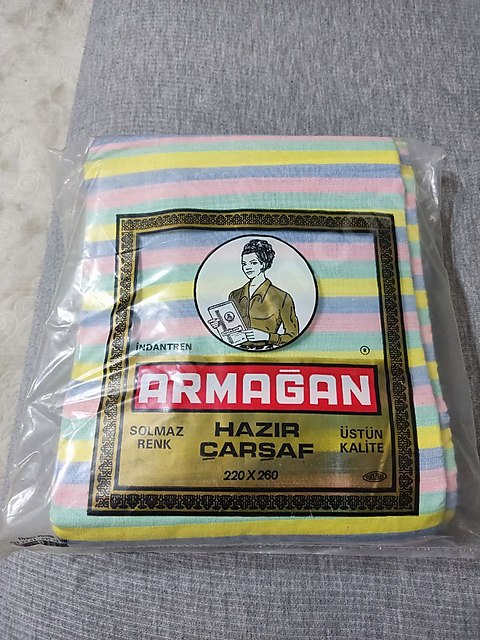 İNDANTREN
®
ARMAĞAN
SOLMAZ
RENK
HAZIR
ÇARŞAF
ÜSTÜN
KALİTE
220 X 260